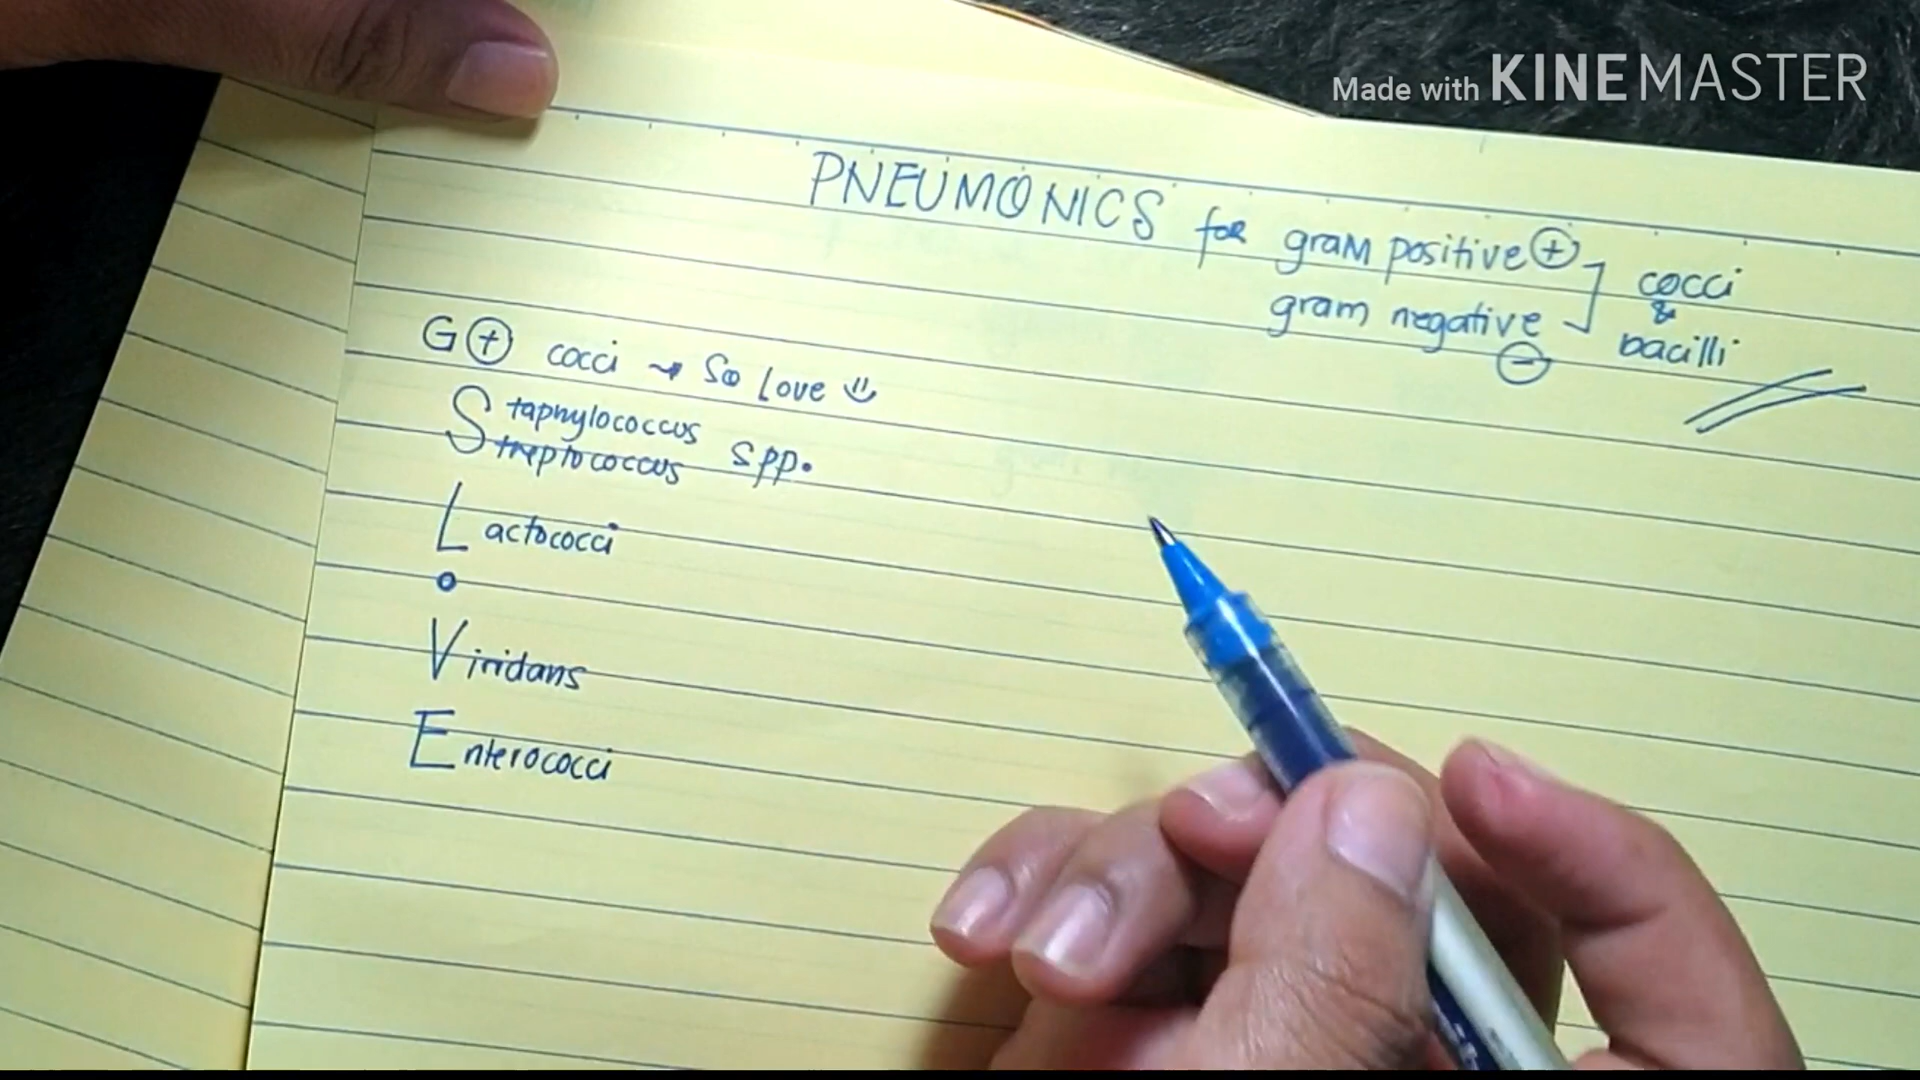 Made with KINEMASTER
PNEUMONICS for gram positive ⊕ cocci
gram negative ⊖ & bacilli
G⊕ cocci → So Love
Staphylococcus
Streptococcus spp.
Lactococci
o
Viridans
Enterococci